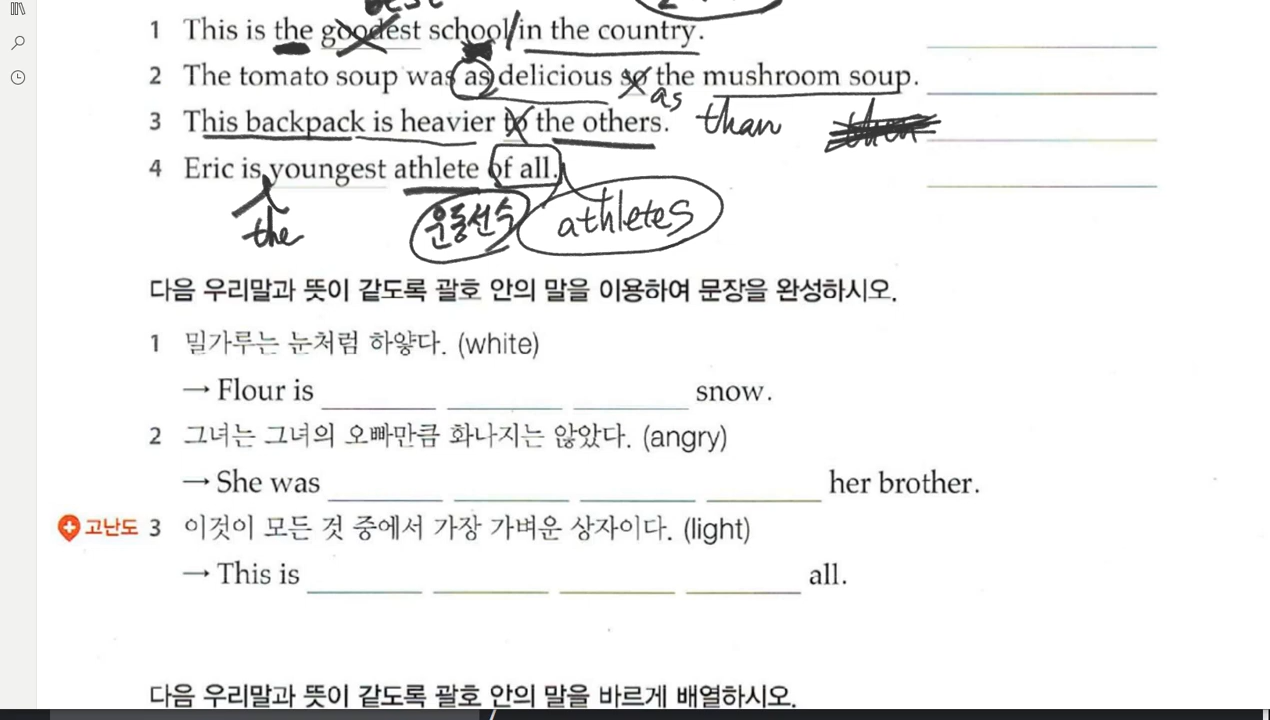 best
1 This is the goodest school in the country.
2 The tomato soup was as delicious so the mushroom soup.
as
3 This backpack is heavier to the others. than
4 Eric is youngest athlete of all.
the 운동선수 athletes
다음 우리말과 뜻이 같도록 괄호 안의 말을 이용하여 문장을 완성하시오.
1 밀가루는 눈처럼 하얗다. (white)
→ Flour is snow.
2 그녀는 그녀의 오빠만큼 화나지는 않았다. (angry)
→ She was her brother.
고난도 3 이것이 모든 것 중에서 가장 가벼운 상자이다. (light)
→ This is all.
다음 우리말과 뜻이 같도록 괄호 안의 말을 바르게 배열하시오.